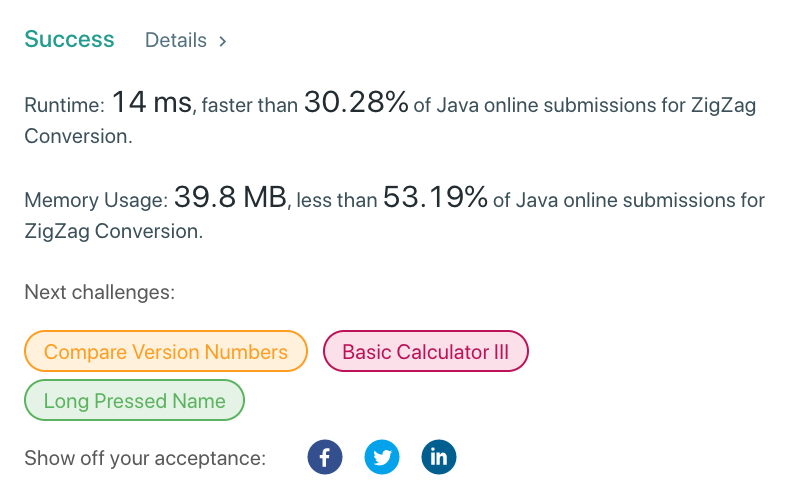 Success Details >
Runtime: 14 ms, faster than 30.28% of Java online submissions for ZigZag
Conversion.
Memory Usage: 39.8 MB, less than 53.19% of Java online submissions for
ZigZag Conversion.
Next challenges:
Compare Version Numbers Basic Calculator III
Long Pressed Name
Show off your acceptance: f in